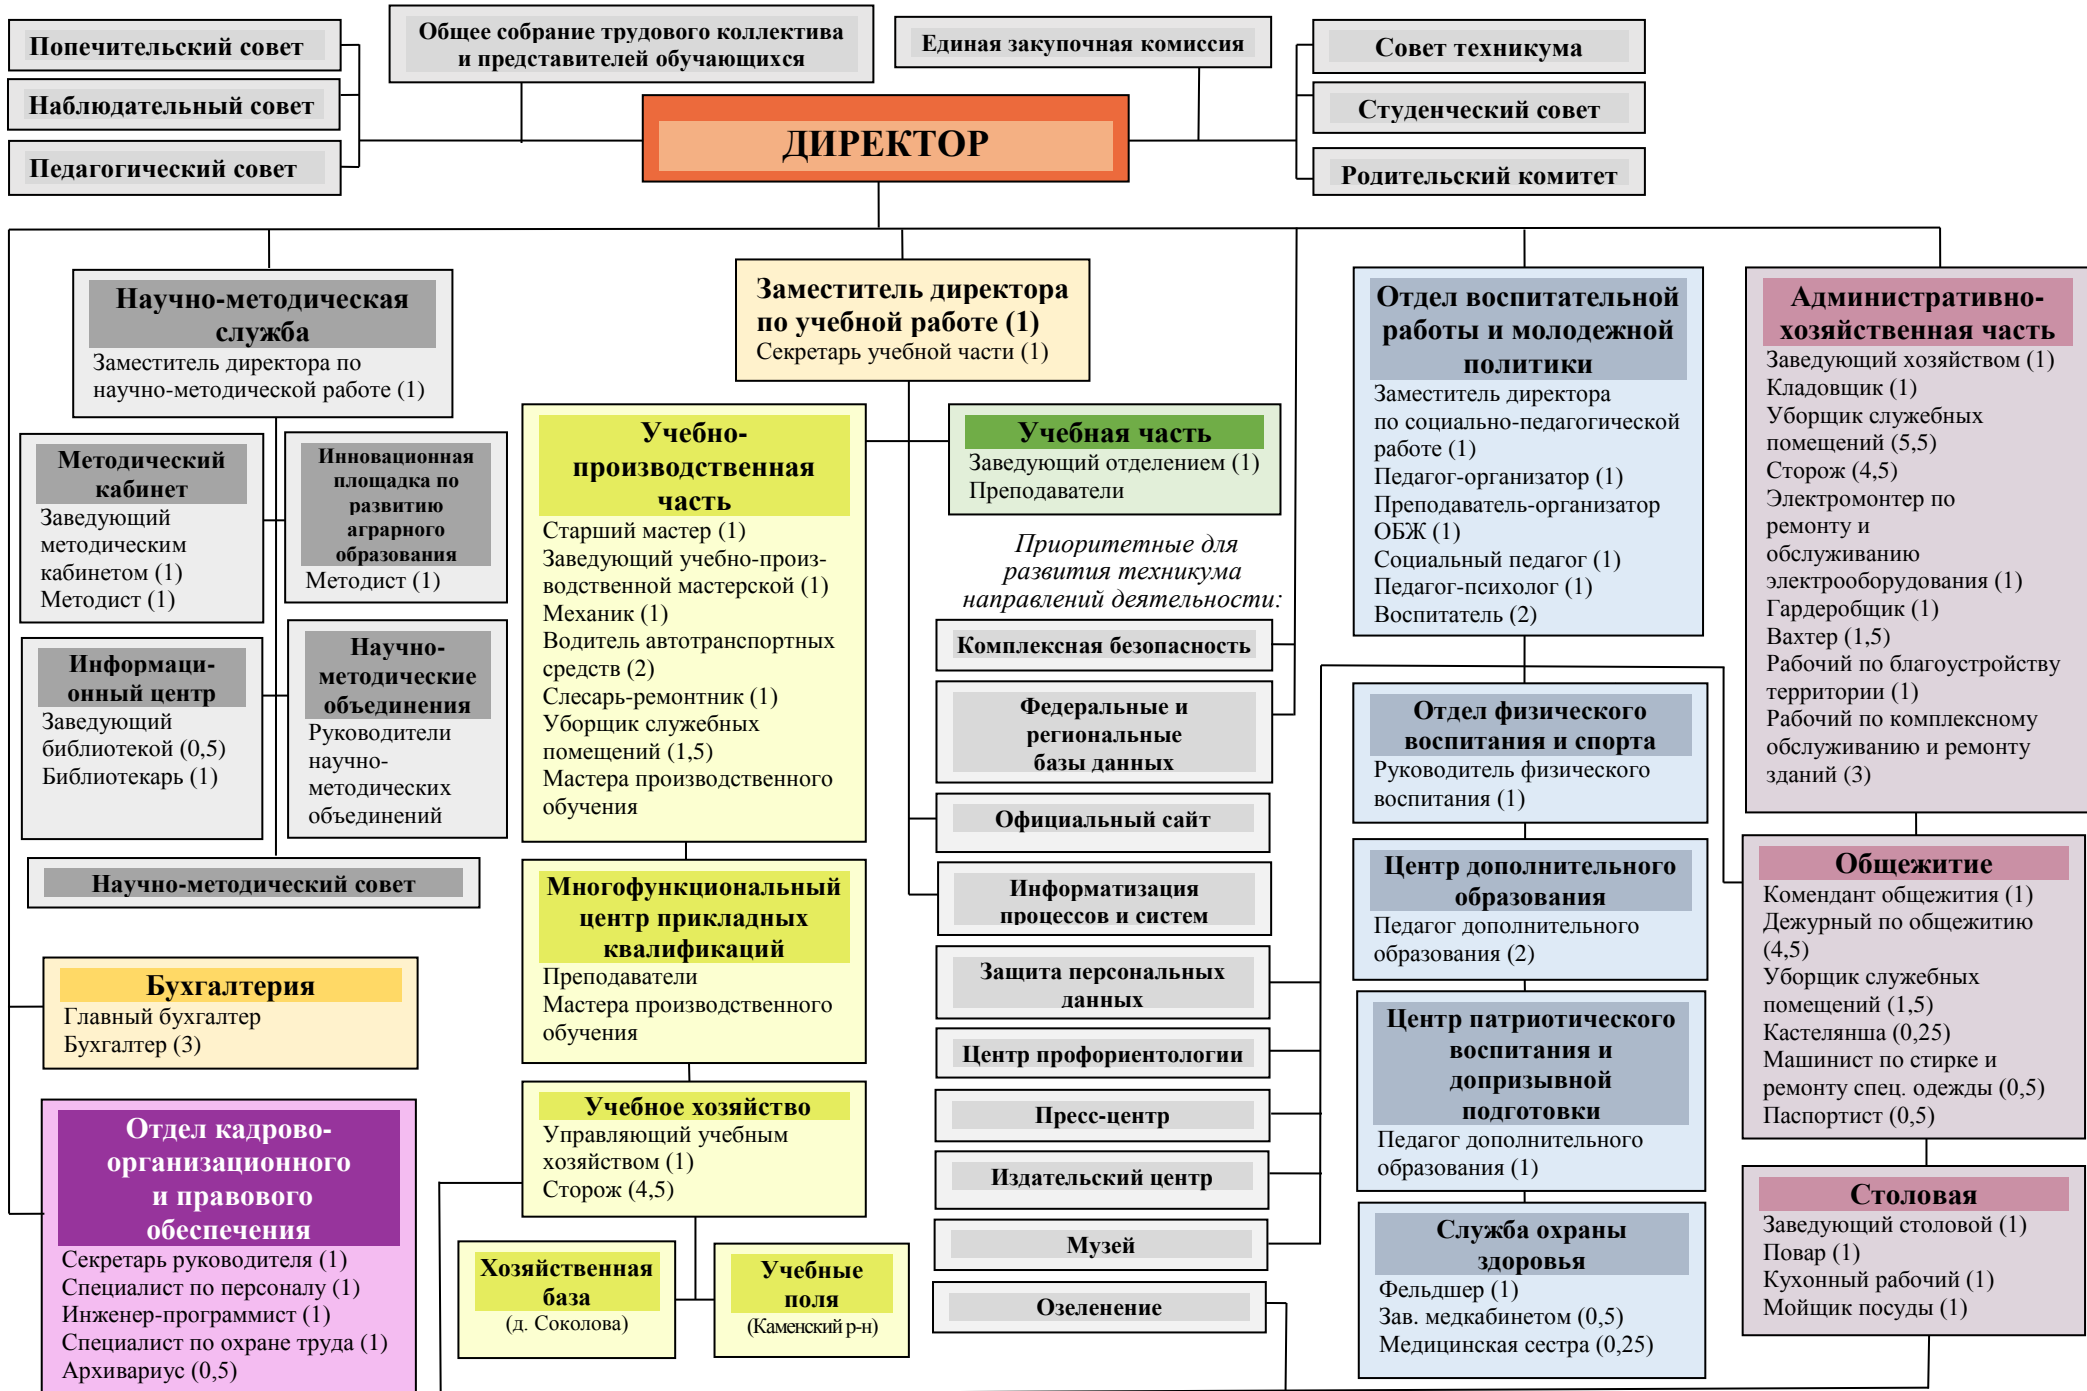 Попечительский совет
Наблюдательный совет
Педагогический совет
Общее собрание трудового коллектива
и представителей обучающихся
Единая закупочная комиссия
Совет техникума
Студенческий совет
Родительский комитет
ДИРЕКТОР
Научно-методическая
служба
Заместитель директора по
научно-методической работе (1)
Методический
кабинет
Заведующий
методическим
кабинетом (1)
Методист (1)
Инновационная
площадка по
развитию
аграрного
образования
Методист (1)
Информаци-
онный центр
Заведующий
библиотекой (0,5)
Библиотекарь (1)
Научно-
методические
объединения
Руководители
научно-
методических
объединений
Научно-методический совет
Бухгалтерия
Главный бухгалтер
Бухгалтер (3)
Отдел кадрово-
организационного
и правового
обеспечения
Секретарь руководителя (1)
Специалист по персоналу (1)
Инженер-программист (1)
Специалист по охране труда (1)
Архивариус (0,5)
Заместитель директора
по учебной работе (1)
Секретарь учебной части (1)
Учебно-
производственная
часть
Старший мастер (1)
Заведующий учебно-произ-
водственной мастерской (1)
Механик (1)
Водитель автотранспортных
средств (2)
Слесарь-ремонтник (1)
Уборщик служебных
помещений (1,5)
Мастера производственного
обучения
Многофункциональный
центр прикладных
квалификаций
Преподаватели
Мастера производственного
обучения
Учебное хозяйство
Управляющий учебным
хозяйством (1)
Сторож (4,5)
Хозяйственная
база
(д. Соколова)
Учебные
поля
(Каменский р-н)
Учебная часть
Заведующий отделением (1)
Преподаватели
Приоритетные для
развития техникума
направлений деятельности:
Комплексная безопасность
Федеральные и
региональные
базы данных
Официальный сайт
Информатизация
процессов и систем
Защита персональных
данных
Центр профориентологии
Пресс-центр
Издательский центр
Музей
Озеленение
Отдел воспитательной
работы и молодежной
политики
Заместитель директора
по социально-педагогической
работе (1)
Педагог-организатор (1)
Преподаватель-организатор
ОБЖ (1)
Социальный педагог (1)
Педагог-психолог (1)
Воспитатель (2)
Отдел физического
воспитания и спорта
Руководитель физического
воспитания (1)
Центр дополнительного
образования
Педагог дополнительного
образования (2)
Центр патриотического
воспитания и
допризывной
подготовки
Педагог дополнительного
образования (1)
Служба охраны
здоровья
Фельдшер (1)
Зав. медкабинетом (0,5)
Медицинская сестра (0,25)
Административно-
хозяйственная часть
Заведующий хозяйством (1)
Кладовщик (1)
Уборщик служебных
помещений (5,5)
Сторож (4,5)
Электромонтер по
ремонту и
обслуживанию
электрооборудования (1)
Гардеробщик (1)
Вахтер (1,5)
Рабочий по благоустройству
территории (1)
Рабочий по комплексному
обслуживанию и ремонту
зданий (3)
Общежитие
Комендант общежития (1)
Дежурный по общежитию
(4,5)
Уборщик служебных
помещений (1,5)
Кастелянша (0,25)
Машинист по стирке и
ремонту спец. одежды (0,5)
Паспортист (0,5)
Столовая
Заведующий столовой (1)
Повар (1)
Кухонный рабочий (1)
Мойщик посуды (1)